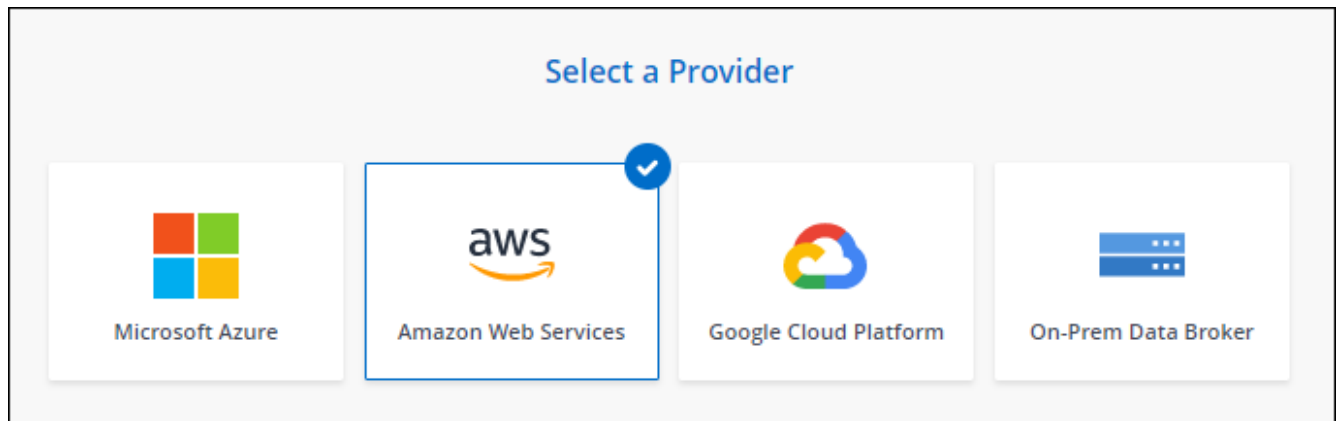 Select a Provider
aws
Microsoft Azure
Amazon Web Services
Google Cloud Platform
On-Prem Data Broker